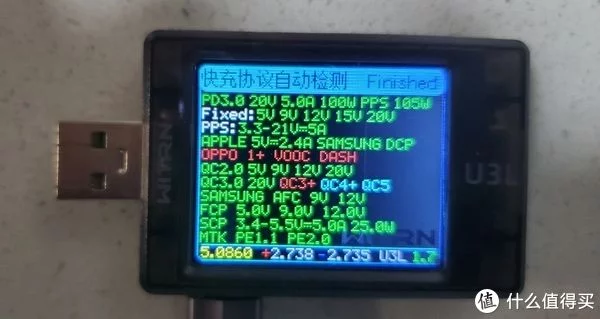 快充协议自动检测 Finished
PD3.0 20V 5.0A 100W PPS 105W
Fixed:5V 9V 12V 15V 20V
PPS:3.3-21V=5A
APPLE 5V=2.4A SAMSUNG DCP
OPPO 1+ VOOC DASH
QC2.0 5V 9V 12V 20V
QC3.0 20V QC3+ QC4+ QC5
SAMSUNG AFC 9V 12V
FCP 5.0V 9.0V 12.0V
SCP 3.4-5.5V=5.0A 25.0W
MTK PE1.1 PE2.0
5.0860 +2.738 -2.735 U3L 1.7
WITRN
U3L
WITRN
值 什么值得买